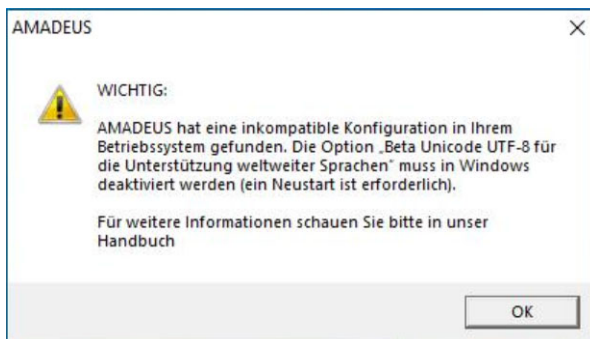 AMADEUS
WICHTIG:
AMADEUS hat eine inkompatible Konfiguration in Ihrem
Betriebssystem gefunden. Die Option „Beta Unicode UTF-8 für
die Unterstützung weltweiter Sprachen" muss in Windows
deaktiviert werden (ein Neustart ist erforderlich).
Für weitere Informationen schauen Sie bitte in unser
Handbuch
OK